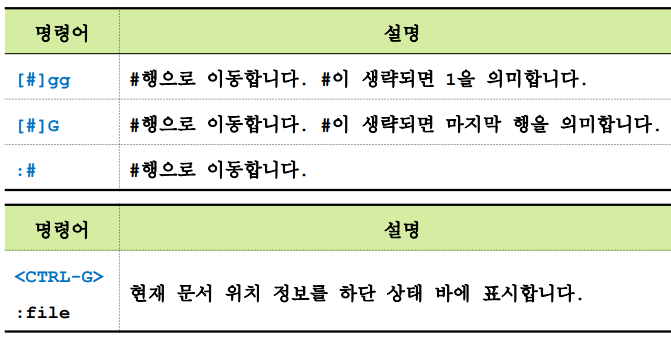 명령어 설명
[#]gg #행으로 이동합니다. #이 생략되면 1을 의미합니다.
[#]G #행으로 이동합니다. #이 생략되면 마지막 행을 의미합니다.
:# #행으로 이동합니다.
명령어 설명
<CTRL-G>
현재 문서 위치 정보를 하단 상태 바에 표시합니다.
:file